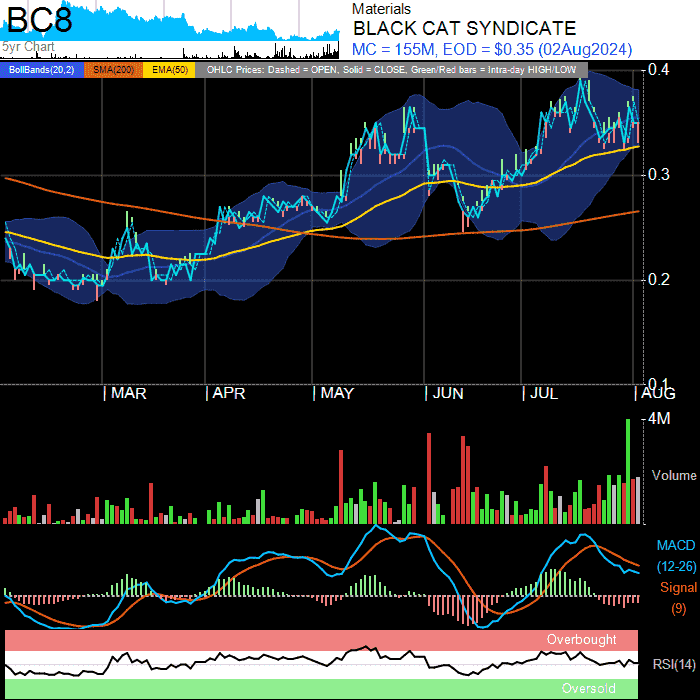 BC8
Materials
BLACK CAT SYNDICATE
5yr Chart
MC = 155M, EOD = $0.35 (02Aug2024)
BollBands(20,2) SMA(200) EMA(50) OHLC Prices: Dashed = OPEN, Solid = CLOSE, Green/Red bars = Intra-day HIGH/LOW
0.4
0.3
0.2
0.1
MAR APR MAY JUN JUL AUG
4M
Volume
MACD
(12-26)
Signal
(9)
Overbought
RSI(14)
Oversold